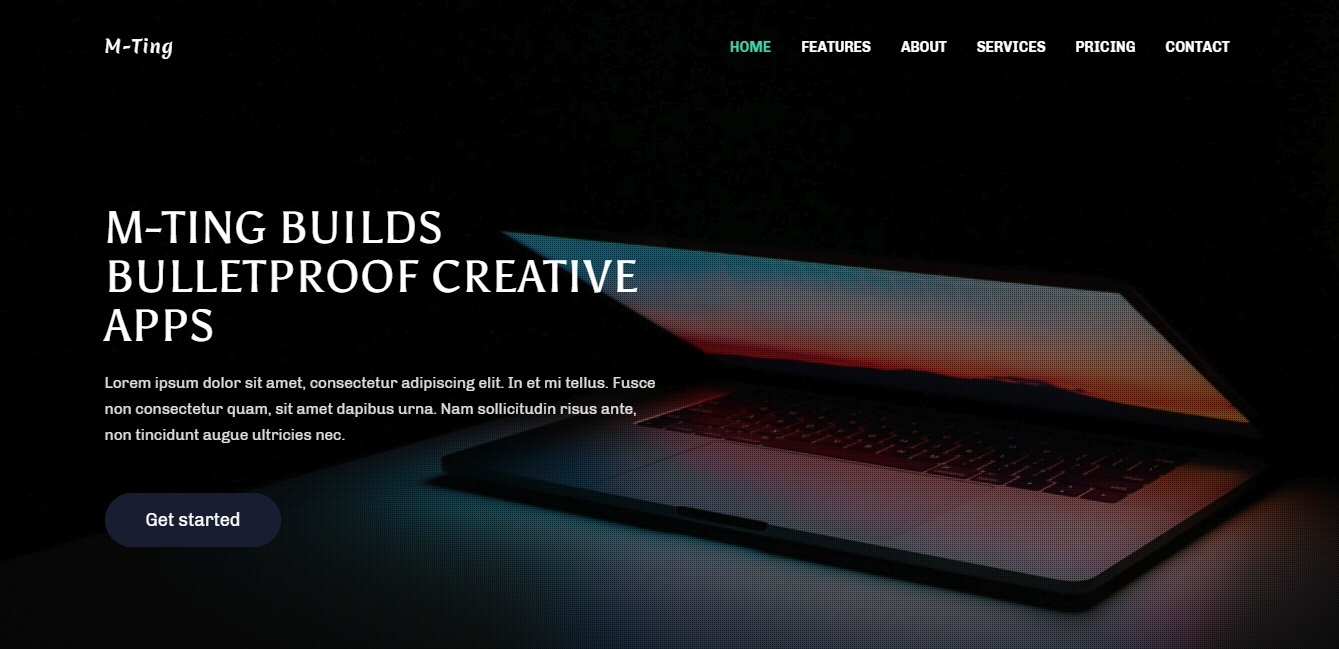 M-Ting
HOME FEATURES ABOUT SERVICES PRICING CONTACT
M-TING BUILDS
BULLETPROOF CREATIVE
APPS
Lorem ipsum dolor sit amet, consectetur adipiscing elit. In et mi tellus. Fusce
non consectetur quam, sit amet dapibus urna. Nam sollicitudin risus ante,
non tincidunt augue ultricies nec.
Get started